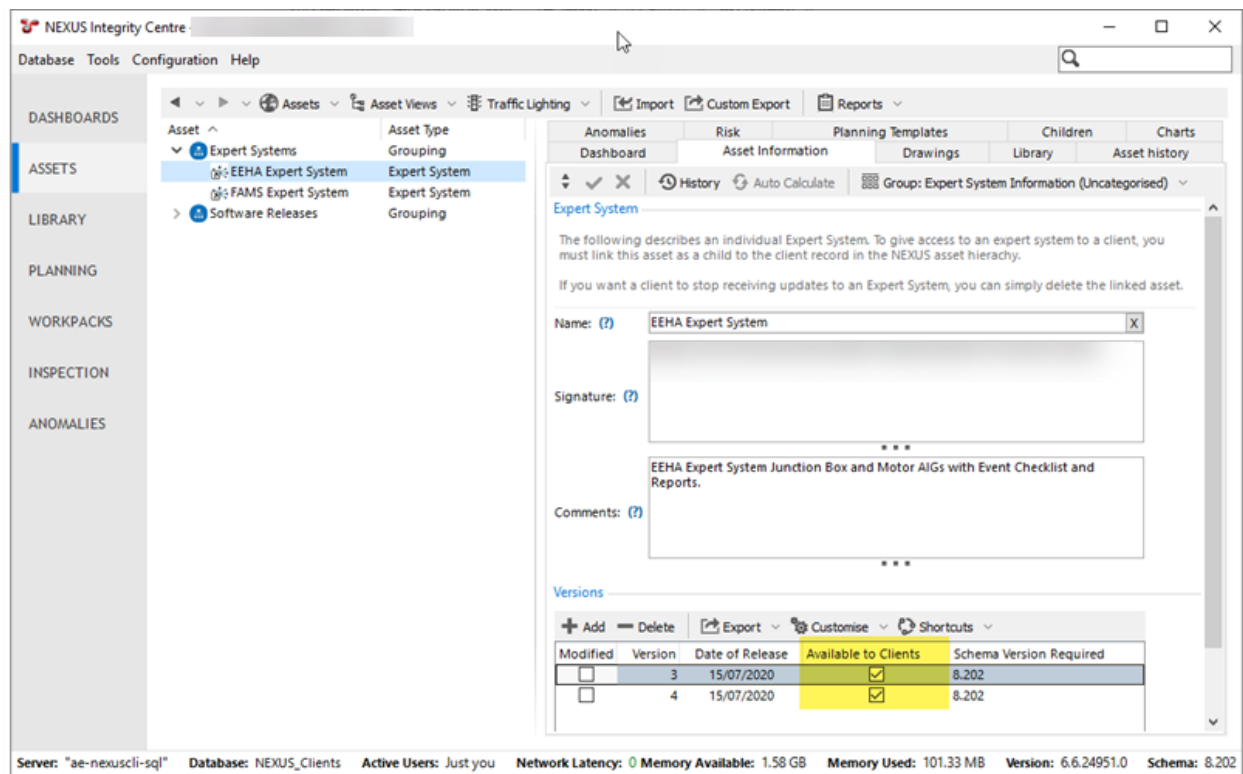 NEXUS Integrity Centre -
Database Tools Configuration Help
DASHBOARDS
ASSETS
LIBRARY
PLANNING
WORKPACKS
INSPECTION
ANOMALIES
Assets Asset Views Traffic Lighting Import Custom Export Reports
Asset Asset Type
Expert Systems Grouping
EEHA Expert System Expert System
FAMS Expert System Expert System
Software Releases Grouping
Anomalies Risk Planning Templates Children Charts
Dashboard Asset Information Drawings Library Asset history
History Auto Calculate Group: Expert System Information (Uncategorised)
Expert System
The following describes an individual Expert System. To give access to an expert system to a client, you
must link this asset as a child to the client record in the NEXUS asset hierachy.
If you want a client to stop receiving updates to an Expert System, you can simply delete the linked asset.
Name: (?) EEHA Expert System X
Signature: (?)
Comments: (?)
EEHA Expert System Junction Box and Motor AIGs with Event Checklist and
Reports.
Versions
Add Delete Export Customise Shortcuts
Modified Version Date of Release Available to Clients Schema Version Required
3 15/07/2020 8.202
4 15/07/2020 8.202
Server: "ae-nexuscli-sql" Database: NEXUS_Clients Active Users: Just you Network Latency: 0 Memory Available: 1.58 GB Memory Used: 101.33 MB Version: 6.6.24951.0 Schema: 8.202